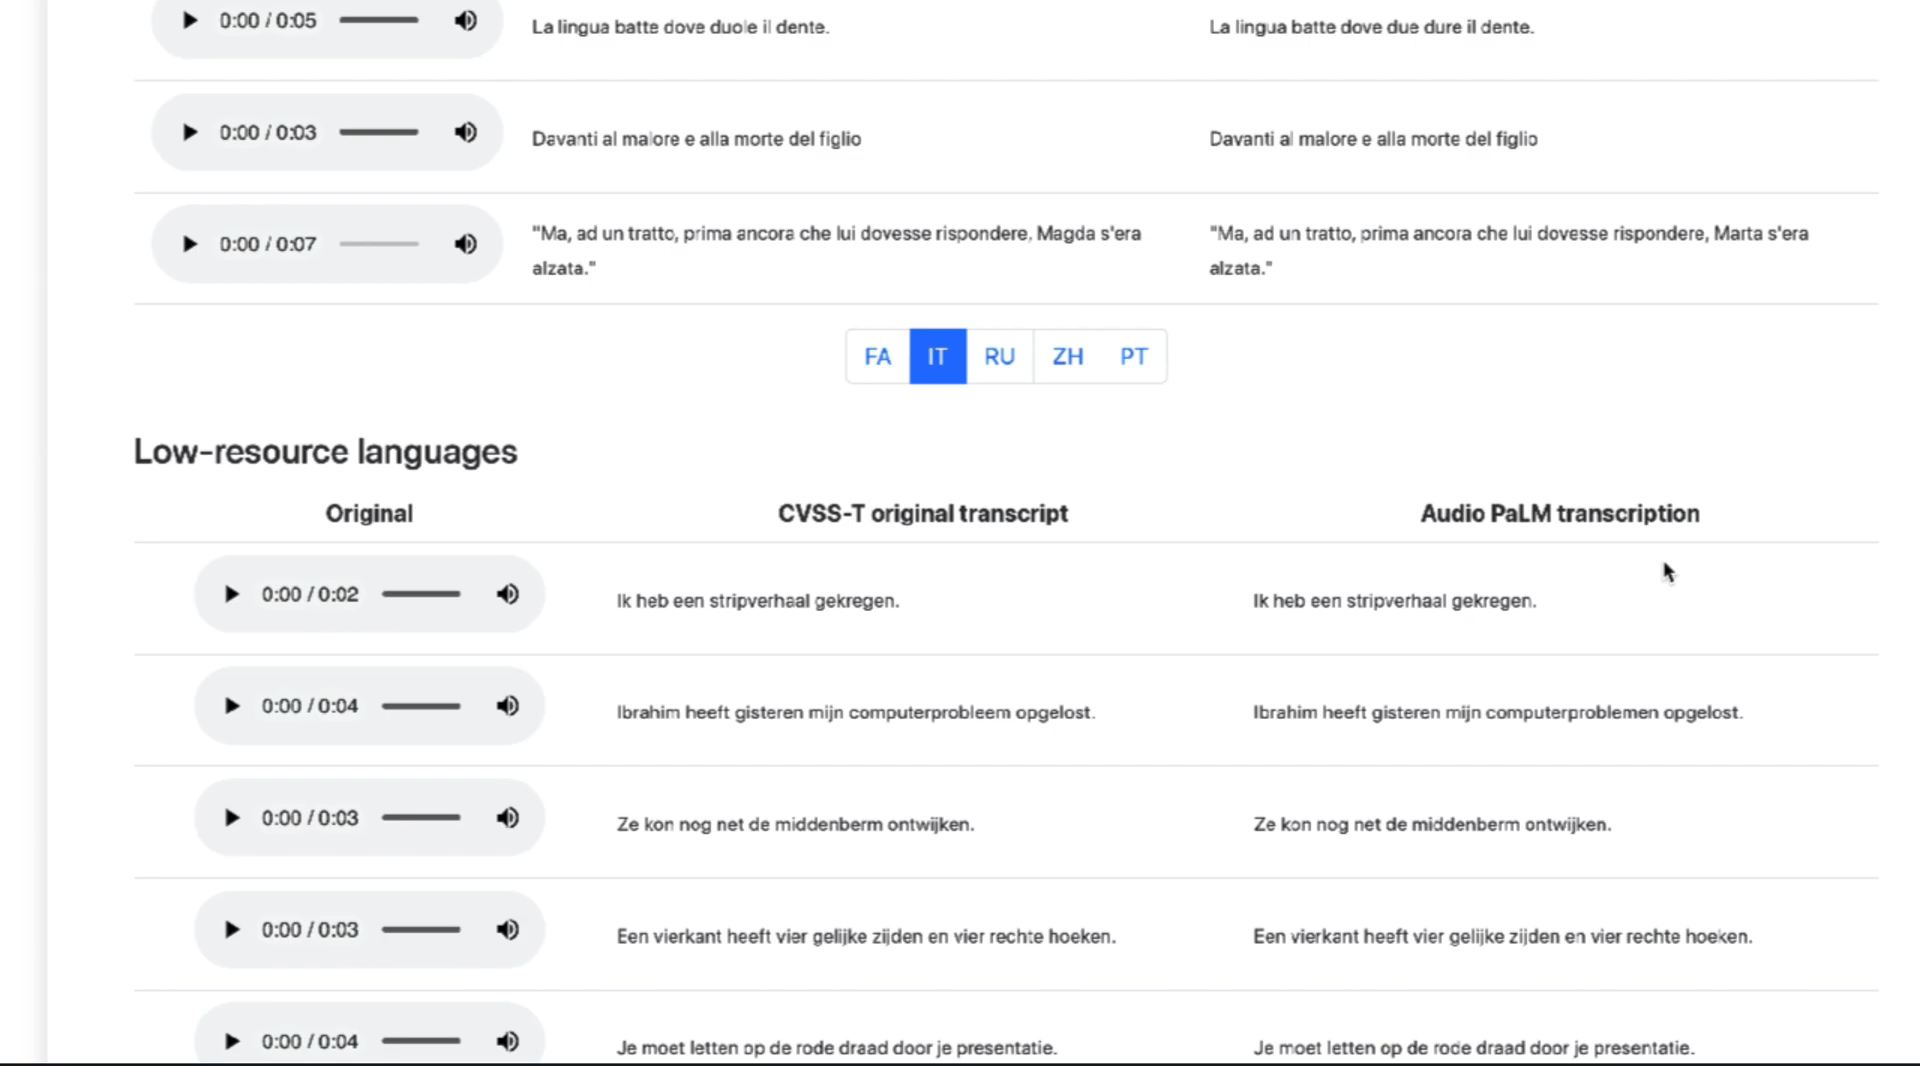 0:00 / 0:05 La lingua batte dove duole il dente. La lingua batte dove due dure il dente.
0:00 / 0:03 Davanti al malore e alla morte del figlio Davanti al malore e alla morte del figlio
0:00 / 0:07 "Ma, ad un tratto, prima ancora che lui dovesse rispondere, Magda s'era "Ma, ad un tratto, prima ancora che lui dovesse rispondere, Marta s'era
alzata." alzata."
FA IT RU ZH PT
Low-resource languages
Original CVSS-T original transcript Audio PaLM transcription
0:00 / 0:02 Ik heb een stripverhaal gekregen. Ik heb een stripverhaal gekregen.
0:00 / 0:04 Ibrahim heeft gisteren mijn computerprobleem opgelost. Ibrahim heeft gisteren mijn computerproblemen opgelost.
0:00 / 0:03 Ze kon nog net de middenberm ontwijken. Ze kon nog net de middenberm ontwijken.
0:00 / 0:03 Een vierkant heeft vier gelijke zijden en vier rechte hoeken. Een vierkant heeft vier gelijke zijden en vier rechte hoeken.
0:00 / 0:04 Je moet letten op de rode draad door je presentatie. Je moet letten op de rode draad door je presentatie.